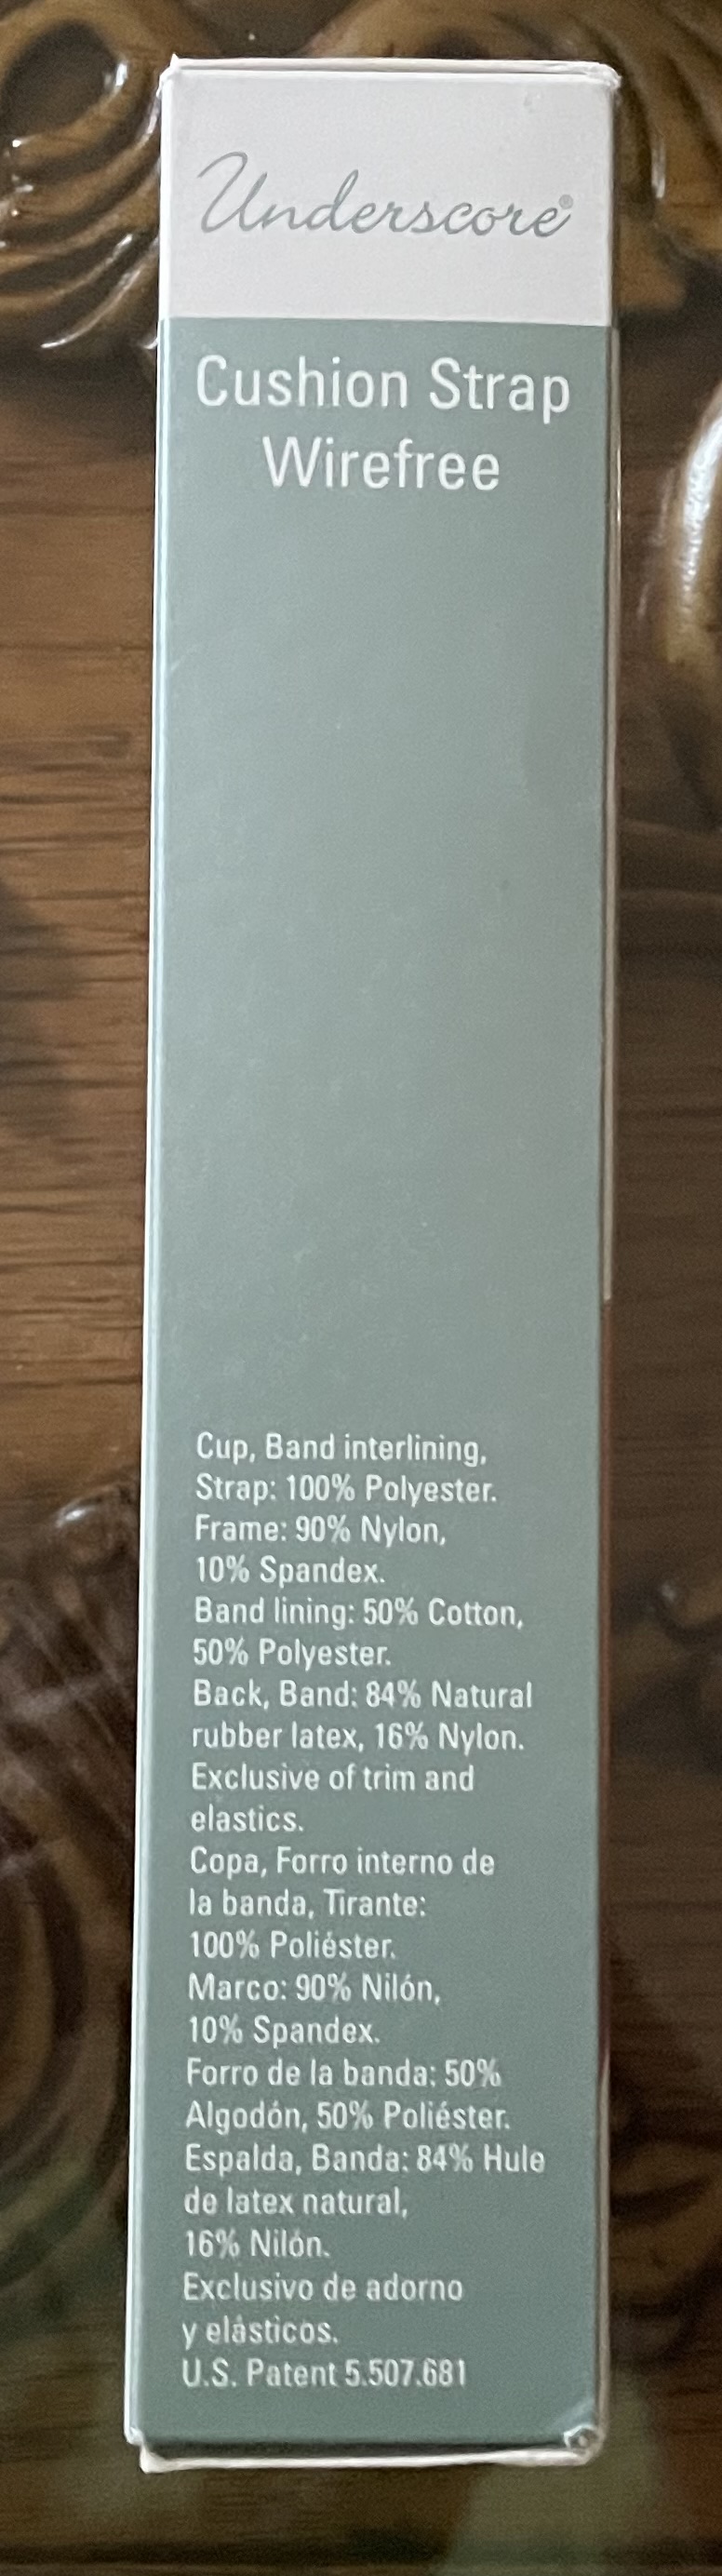 Underscore®
Cushion Strap
Wirefree
Cup, Band interlining,
Strap: 100% Polyester.
Frame: 90% Nylon,
10% Spandex.
Band lining: 50% Cotton,
50% Polyester.
Back, Band: 84% Natural
rubber latex, 16% Nylon.
Exclusive of trim and
elastics.
Copa, Forro interno de
la banda, Tirante:
100% Poliéster.
Marco: 90% Nilón,
10% Spandex.
Forro de la banda: 50%
Algodón, 50% Poliéster.
Espalda, Banda: 84% Hule
de latex natural,
16% Nilón.
Exclusivo de adorno
y elásticos.
U.S. Patent 5.507.681